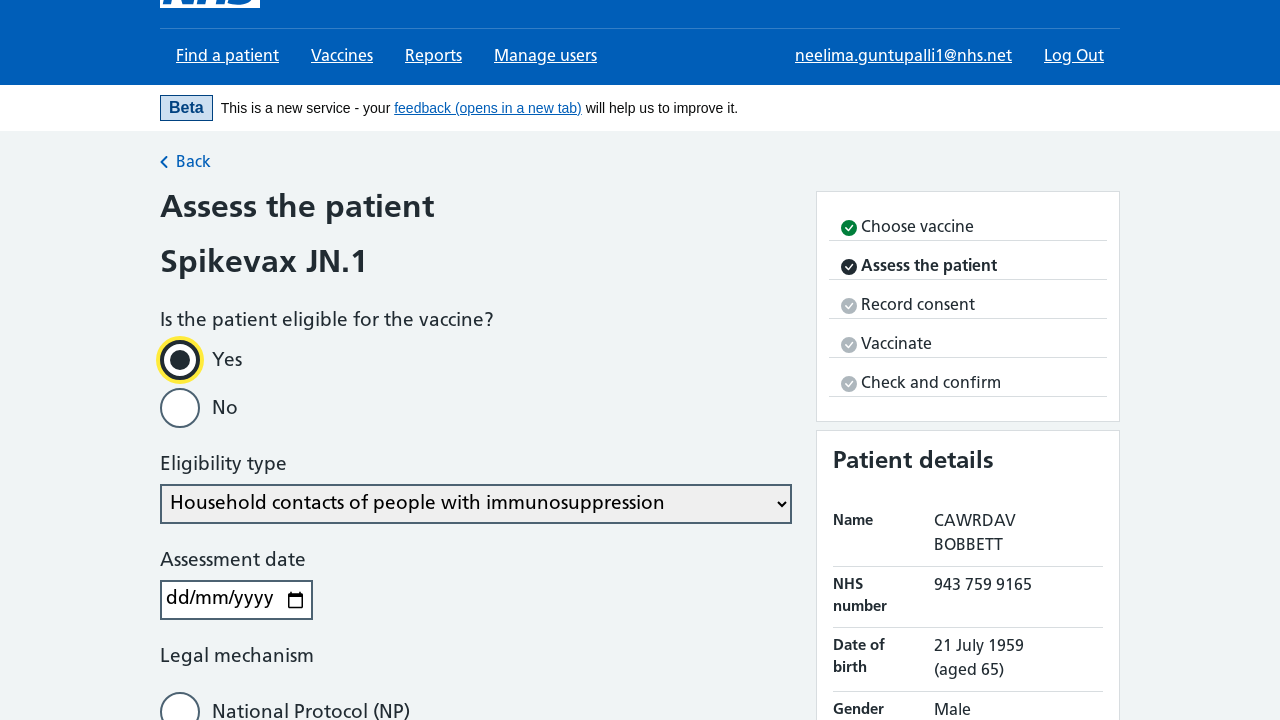 NHS
Find a patient Vaccines Reports Manage users neelima.guntupalli1@nhs.net Log Out
Beta This is a new service - your feedback (opens in a new tab) will help us to improve it.
Back
Assess the patient
Spikevax JN.1
Is the patient eligible for the vaccine?
Yes
No
Eligibility type
Household contacts of people with immunosuppression
Assessment date
dd/mm/yyyy
Legal mechanism
National Protocol (NP)
Choose vaccine
Assess the patient
Record consent
Vaccinate
Check and confirm
Patient details
Name CAWRDAV
BOBBETT
NHS 943 759 9165
number
Date of 21 July 1959
birth (aged 65)
Gender Male